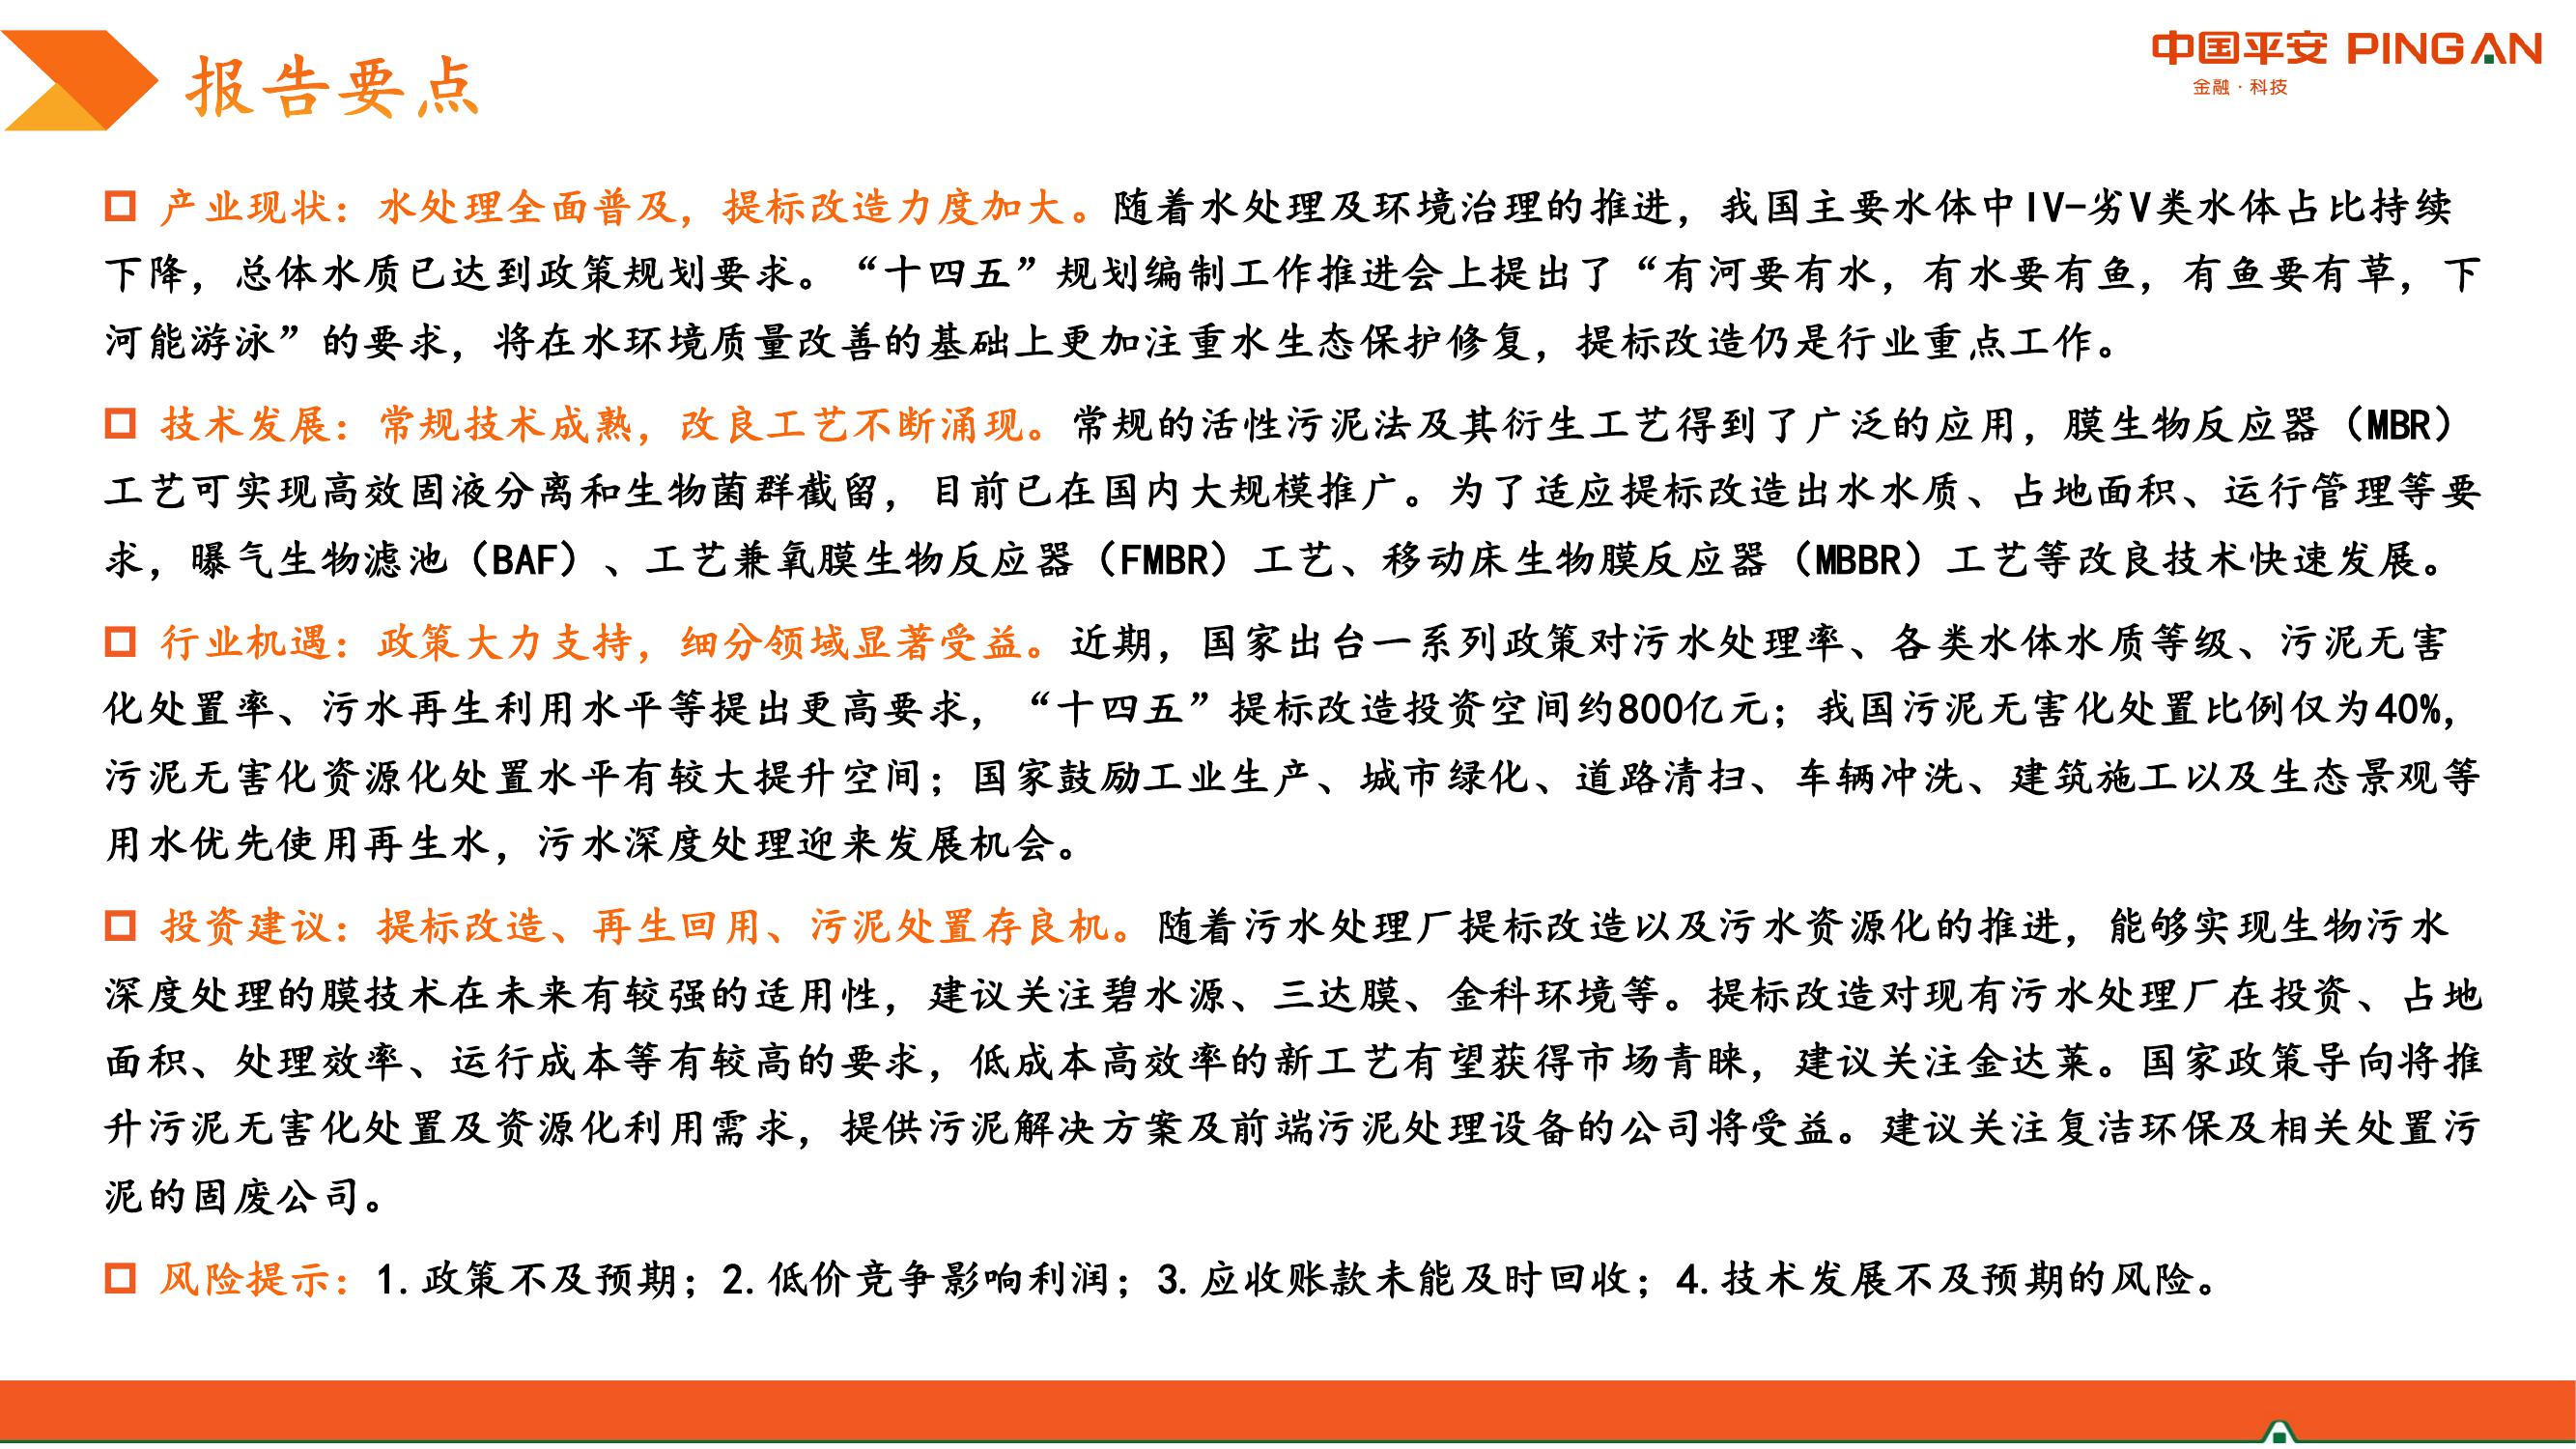 报告要点
中国平安 PING AN
金融·科技
产业现状：水处理全面普及，提标改造力度加大。随着水处理及环境治理的推进，我国主要水体中IV-劣V类水体占比持续
下降，总体水质已达到政策规划要求。“十四五”规划编制工作推进会上提出了“有河要有水，有水要有鱼，有鱼要有草，下
河能游泳”的要求，将在水环境质量改善的基础上更加注重水生态保护修复，提标改造仍是行业重点工作。
技术发展：常规技术成熟，改良工艺不断涌现。常规的活性污泥法及其衍生工艺得到了广泛的应用，膜生物反应器（MBR）
工艺可实现高效固液分离和生物菌群截留，目前已在国内大规模推广。为了适应提标改造出水水质、占地面积、运行管理等要
求，曝气生物滤池（BAF）、工艺兼氧膜生物反应器（FMBR）工艺、移动床生物膜反应器（MBBR）工艺等改良技术快速发展。
行业机遇：政策大力支持，细分领域显著受益。近期，国家出台一系列政策对污水处理率、各类水体水质等级、污泥无害
化处置率、污水再生利用水平等提出更高要求，“十四五”提标改造投资空间约800亿元；我国污泥无害化处置比例仅为40%，
污泥无害化资源化处置水平有较大提升空间；国家鼓励工业生产、城市绿化、道路清扫、车辆冲洗、建筑施工以及生态景观等
用水优先使用再生水，污水深度处理迎来发展机会。
投资建议：提标改造、再生回用、污泥处置存良机。随着污水处理厂提标改造以及污水资源化的推进，能够实现生物污水
深度处理的膜技术在未来有较强的适用性，建议关注碧水源、三达膜、金科环境等。提标改造对现有污水处理厂在投资、占地
面积、处理效率、运行成本等有较高的要求，低成本高效率的新工艺有望获得市场青睐，建议关注金达莱。国家政策导向将推
升污泥无害化处置及资源化利用需求，提供污泥解决方案及前端污泥处理设备的公司将受益。建议关注复洁环保及相关处置污
泥的固废公司。
风险提示：1.政策不及预期；2.低价竞争影响利润；3.应收账款未能及时回收；4.技术发展不及预期的风险。